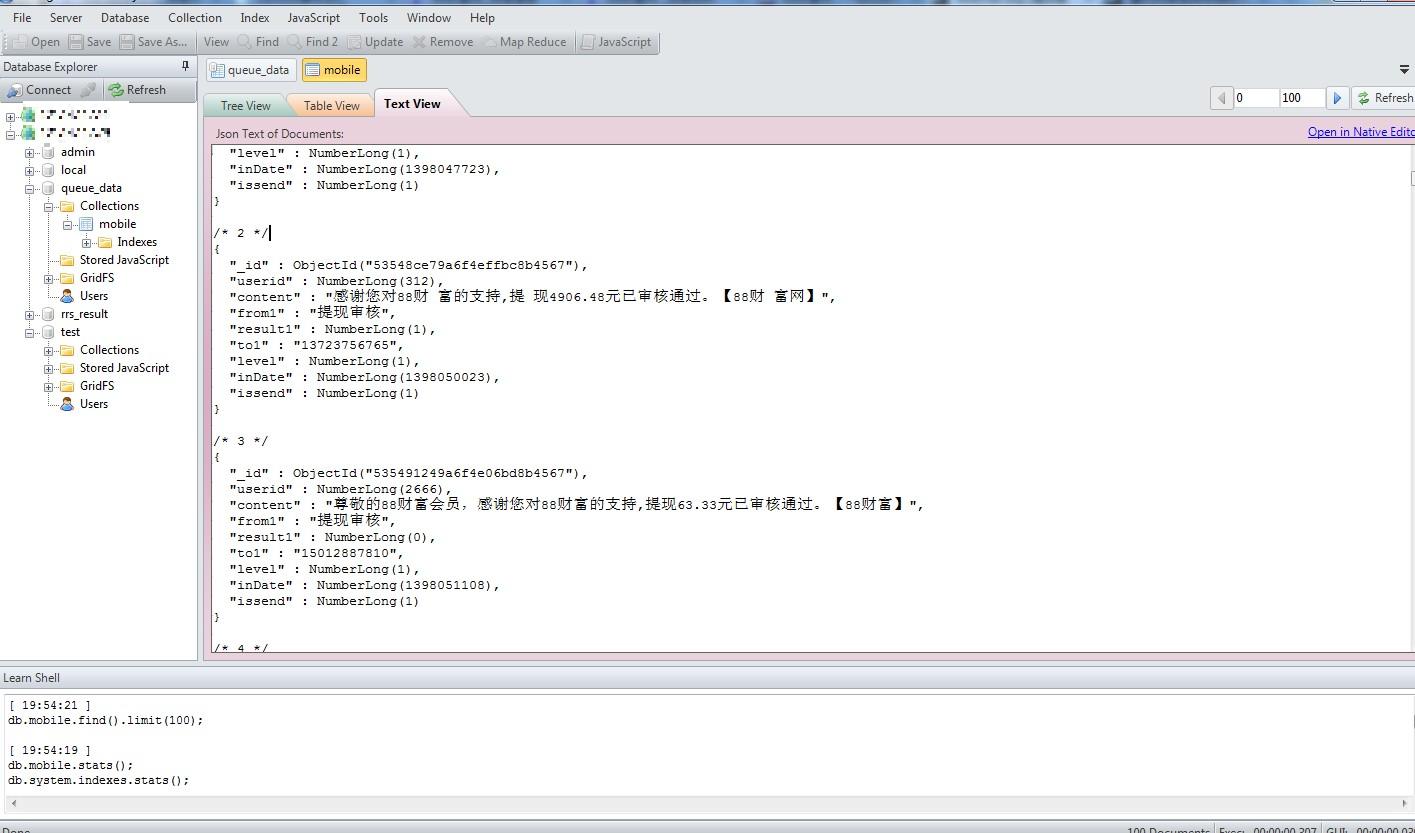 File Server Database Collection Index JavaScript Tools Window Help
Open Save Save As... View Find Find 2 Update Remove Map Reduce JavaScript
Database Explorer
Connect Refresh
admin
local
queue_data
Collections
mobile
Indexes
Stored JavaScript
GridFS
Users
rrs_result
test
Collections
Stored JavaScript
GridFS
Users
queue_data mobile
Tree View Table View Text View
0 100 Refresh
Json Text of Documents:
Open in Native Edito
"level" : NumberLong(1),
"inDate" : NumberLong(1398047723),
"issend" : NumberLong(1)
}
/* 2 */
{
"_id" : ObjectId("53548ce79a6f4effbc8b4567"),
"userid" : NumberLong(312),
"content" : "感谢您对88财 富的支持,提 现4906.48元已审核通过。【88财 富网】",
"from1" : "提现审核",
"result1" : NumberLong(1),
"to1" : "13723756765",
"level" : NumberLong(1),
"inDate" : NumberLong(1398050023),
"issend" : NumberLong(1)
}
/* 3 */
{
"_id" : ObjectId("535491249a6f4e06bd8b4567"),
"userid" : NumberLong(2666),
"content" : "尊敬的88财富会员，感谢您对88财富的支持,提现63.33元已审核通过。【88财富】",
"from1" : "提现审核",
"result1" : NumberLong(0),
"to1" : "15012887810",
"level" : NumberLong(1),
"inDate" : NumberLong(1398051108),
"issend" : NumberLong(1)
}
/* 4 */
Learn Shell
[ 19:54:21 ]
db.mobile.find().limit(100);
[ 19:54:19 ]
db.mobile.stats();
db.system.indexes.stats();
Done 100 Documents Exec: 00:00:00.307 GUI: 00:00:00.03